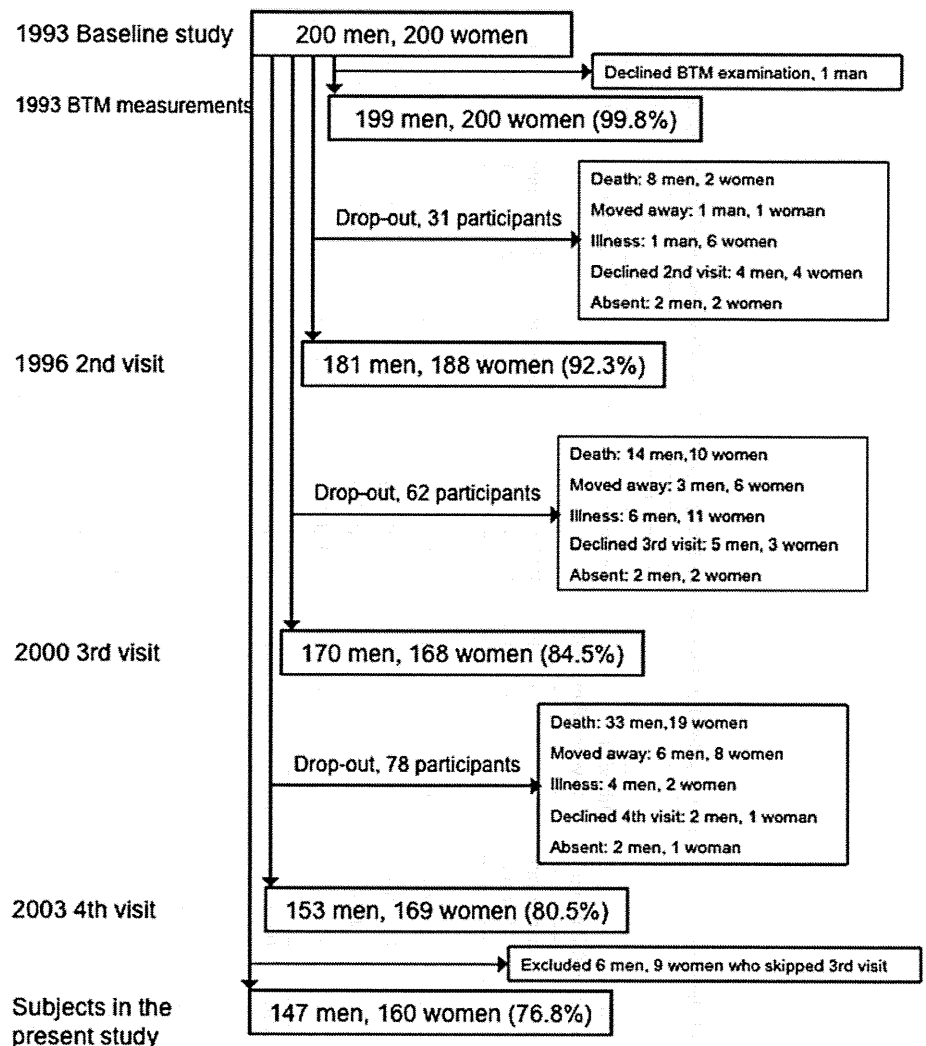 1993 Baseline study
200 men, 200 women
Declined BTM examination, 1 man
1993 BTM measurements
199 men, 200 women (99.8%)
Death: 8 men, 2 women
Moved away: 1 man, 1 woman
Drop-out, 31 participants
Illness: 1 man, 6 women
Declined 2nd visit: 4 men, 4 women
Absent: 2 men, 2 women
1996 2nd visit
181 men, 188 women (92.3%)
Death: 14 men,10 women
Moved away: 3 men, 6 women
Drop-out, 62 participants
Illness: 6 men, 11 women
Declined 3rd visit: 5 men, 3 women
Absent: 2 men, 2 women
2000 3rd visit
170 men, 168 women (84.5%)
Death: 33 men,19 women
Moved away: 6 men, 8 women
Drop-out, 78 participants
Illness: 4 men, 2 women
Declined 4th visit: 2 men, 1 woman
Absent: 2 men, 1 woman
2003 4th visit
153 men, 169 women (80.5%)
Excluded 6 men, 9 women who skipped 3rd visit
Subjects in the
present study
147 men, 160 women (76.8%)